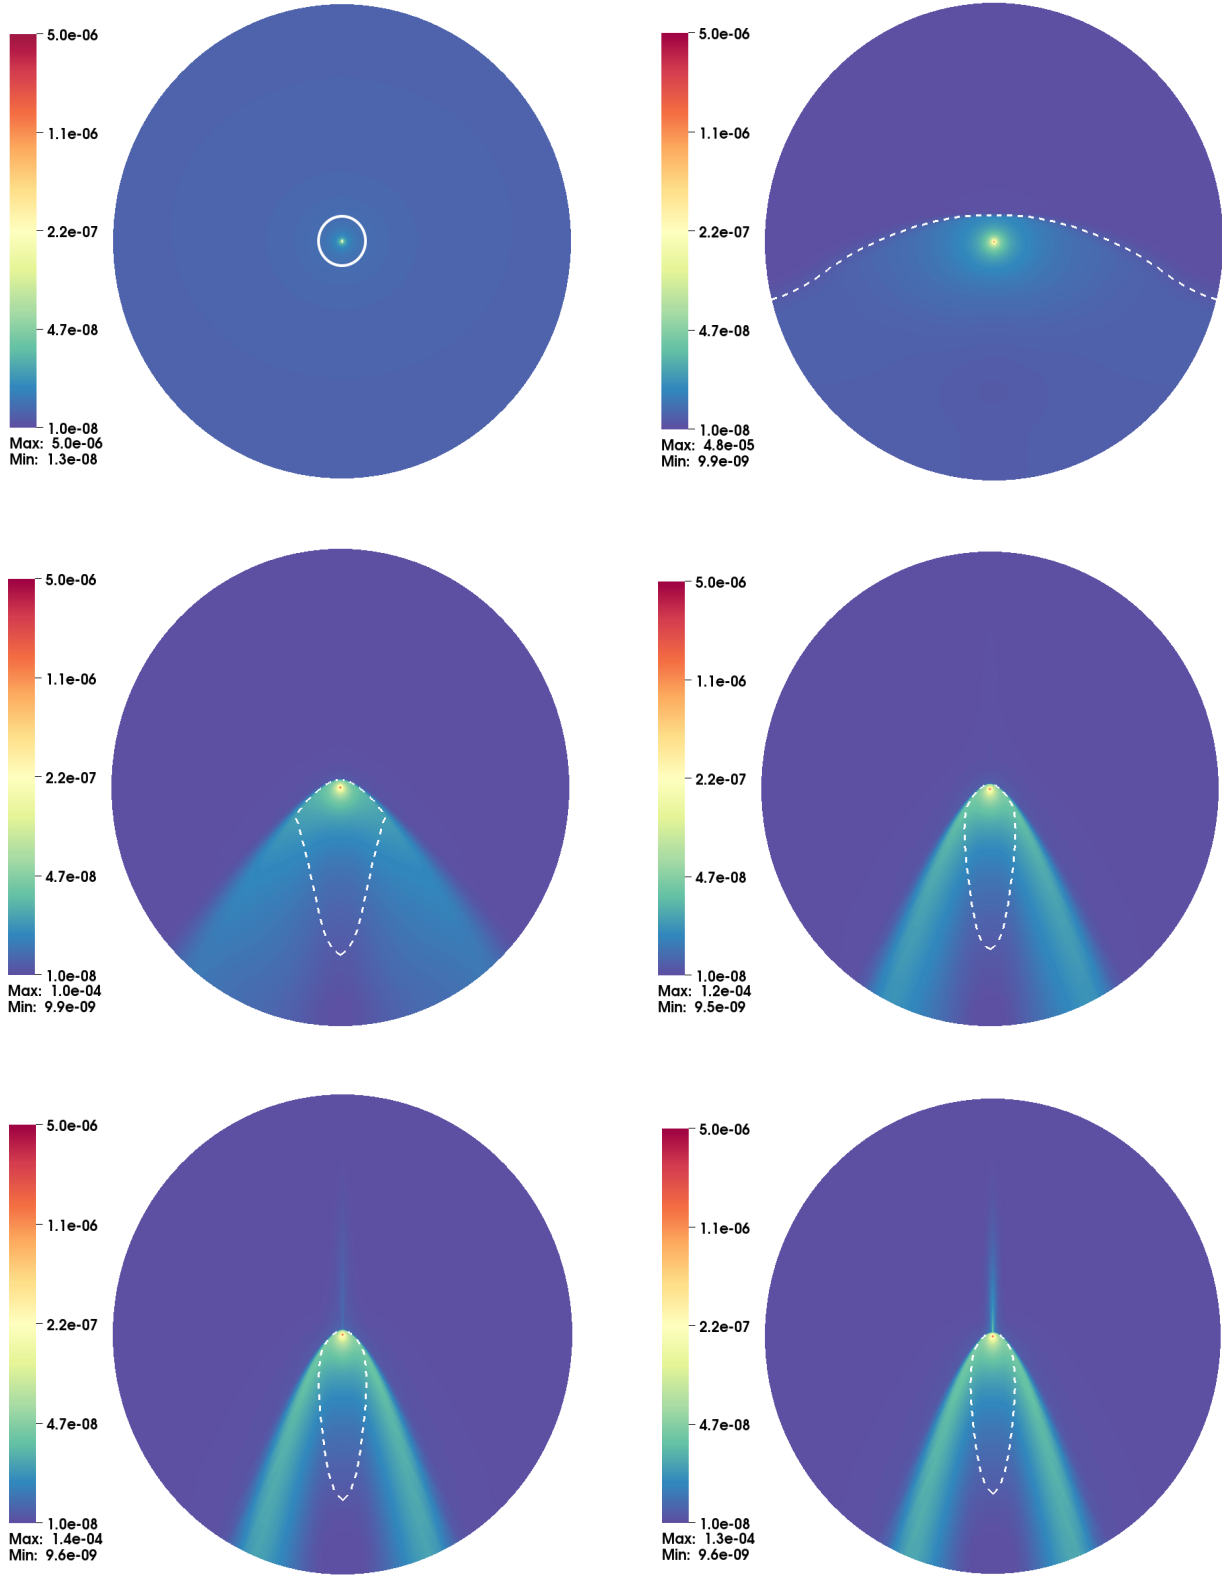 5.0e-06
1.1e-06
2.2e-07
4.7e-08
1.0e-08
Max: 5.0e-06
Min: 1.3e-08
5.0e-06
1.1e-06
2.2e-07
4.7e-08
1.0e-08
Max: 4.8e-05
Min: 9.9e-09
5.0e-06
1.1e-06
2.2e-07
4.7e-08
1.0e-08
Max: 1.0e-04
Min: 9.9e-09
5.0e-06
1.1e-06
2.2e-07
4.7e-08
1.0e-08
Max: 1.2e-04
Min: 9.5e-09
5.0e-06
1.1e-06
2.2e-07
4.7e-08
1.0e-08
Max: 1.4e-04
Min: 9.6e-09
5.0e-06
1.1e-06
2.2e-07
4.7e-08
1.0e-08
Max: 1.3e-04
Min: 9.6e-09